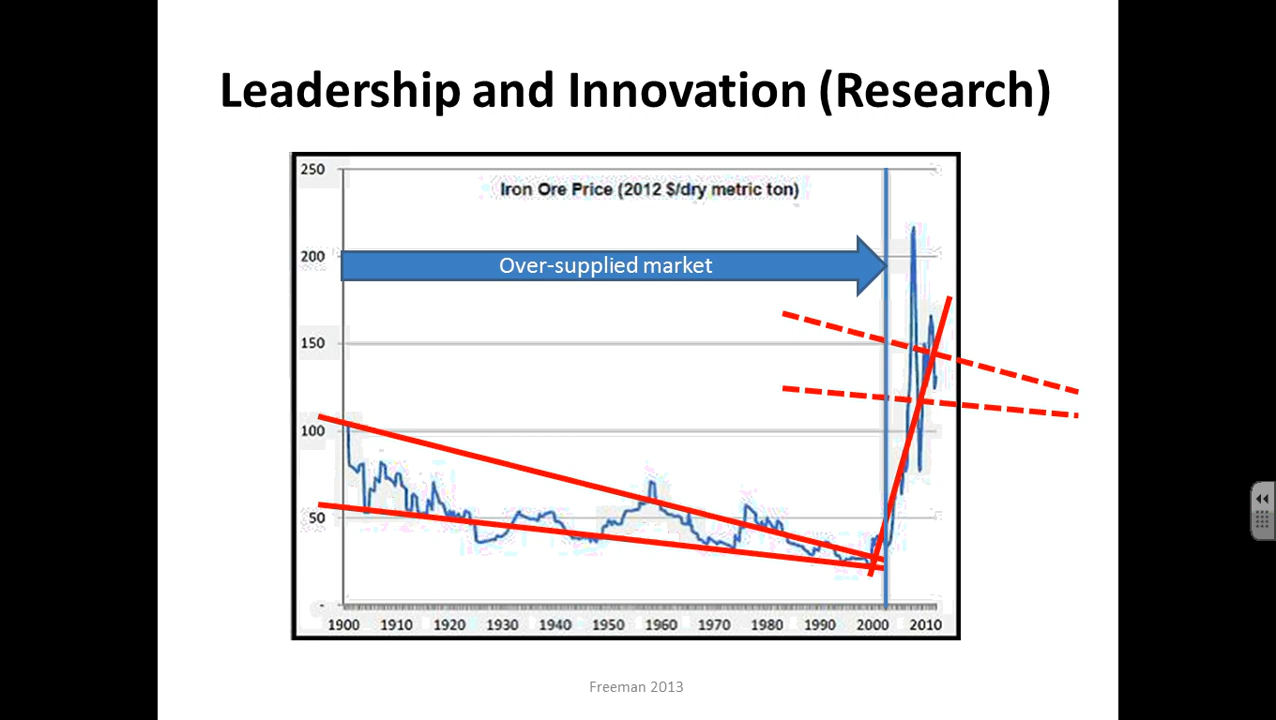 Leadership and Innovation (Research)
250
Iron Ore Price (2012 $/dry metric ton)
200
Over-supplied market
150
100
50
-
1900 1910 1920 1930 1940 1950 1960 1970 1980 1990 2000 2010
Freeman 2013